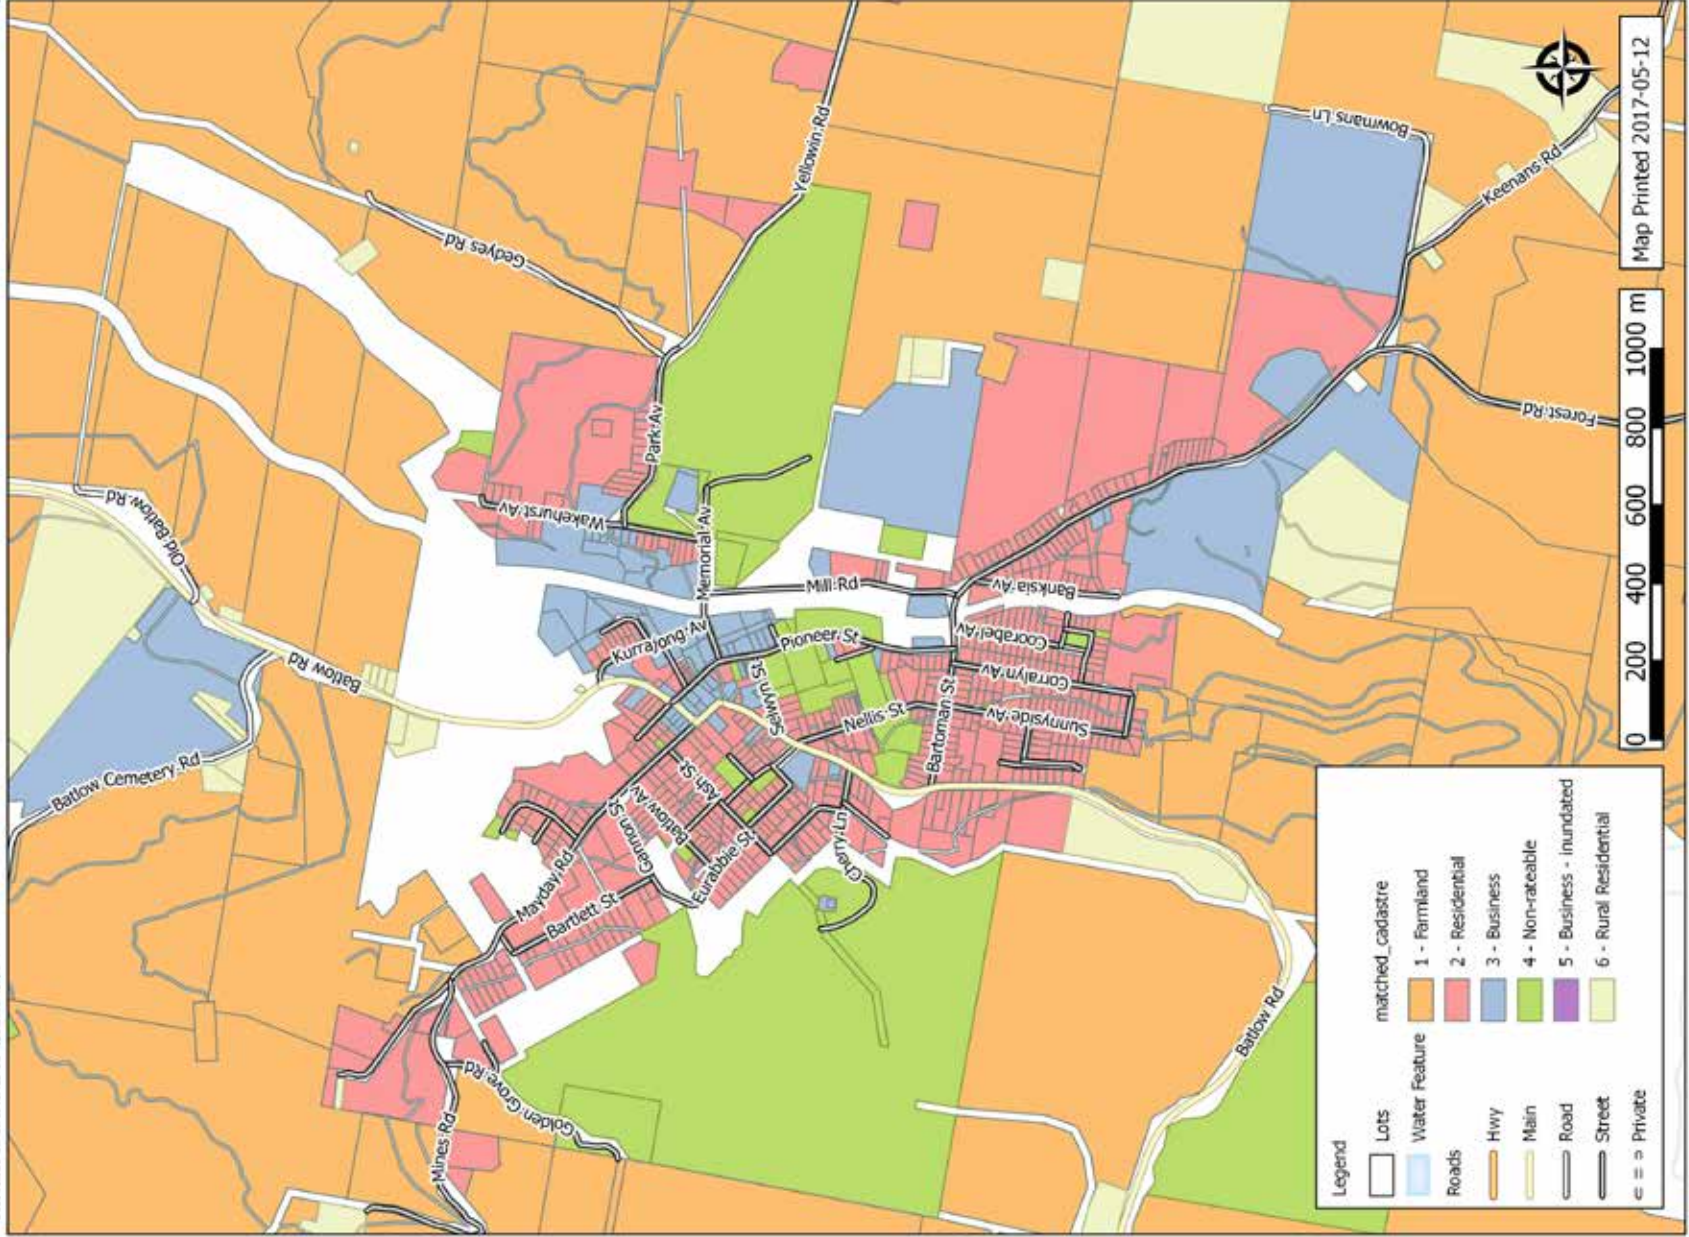 Old Batlow Rd
Batlow Rd
Batlow Cemetery Rd
Gedyes Rd
Yellowin Rd
Park Av
Wakehurst Av
Memorial Av
Mill Rd
Kurrajong Av
Pioneer St
Selwyn St
Nellis St
Ash St
Batlow Av
Gannon St
Eurabbie St
Cherry Ln
Mayday Rd
Bartlett St
Mines Rd
Golden Grove Rd
Bartoman St
Banksia Av
Coorabel Av
Corralyn Av
Sunnyside Av
Bowmans Ln
Keenans Rd
Forest Rd
Batlow Rd
Legend
Lots
Water Feature
Roads
Hwy
Main
Road
Street
Private
matched_cadastre
1 - Farmland
2 - Residential
3 - Business
4 - Non-rateable
5 - Business - inundated
6 - Rural Residential
0 200 400 600 800 1000 m
Map Printed 2017-05-12